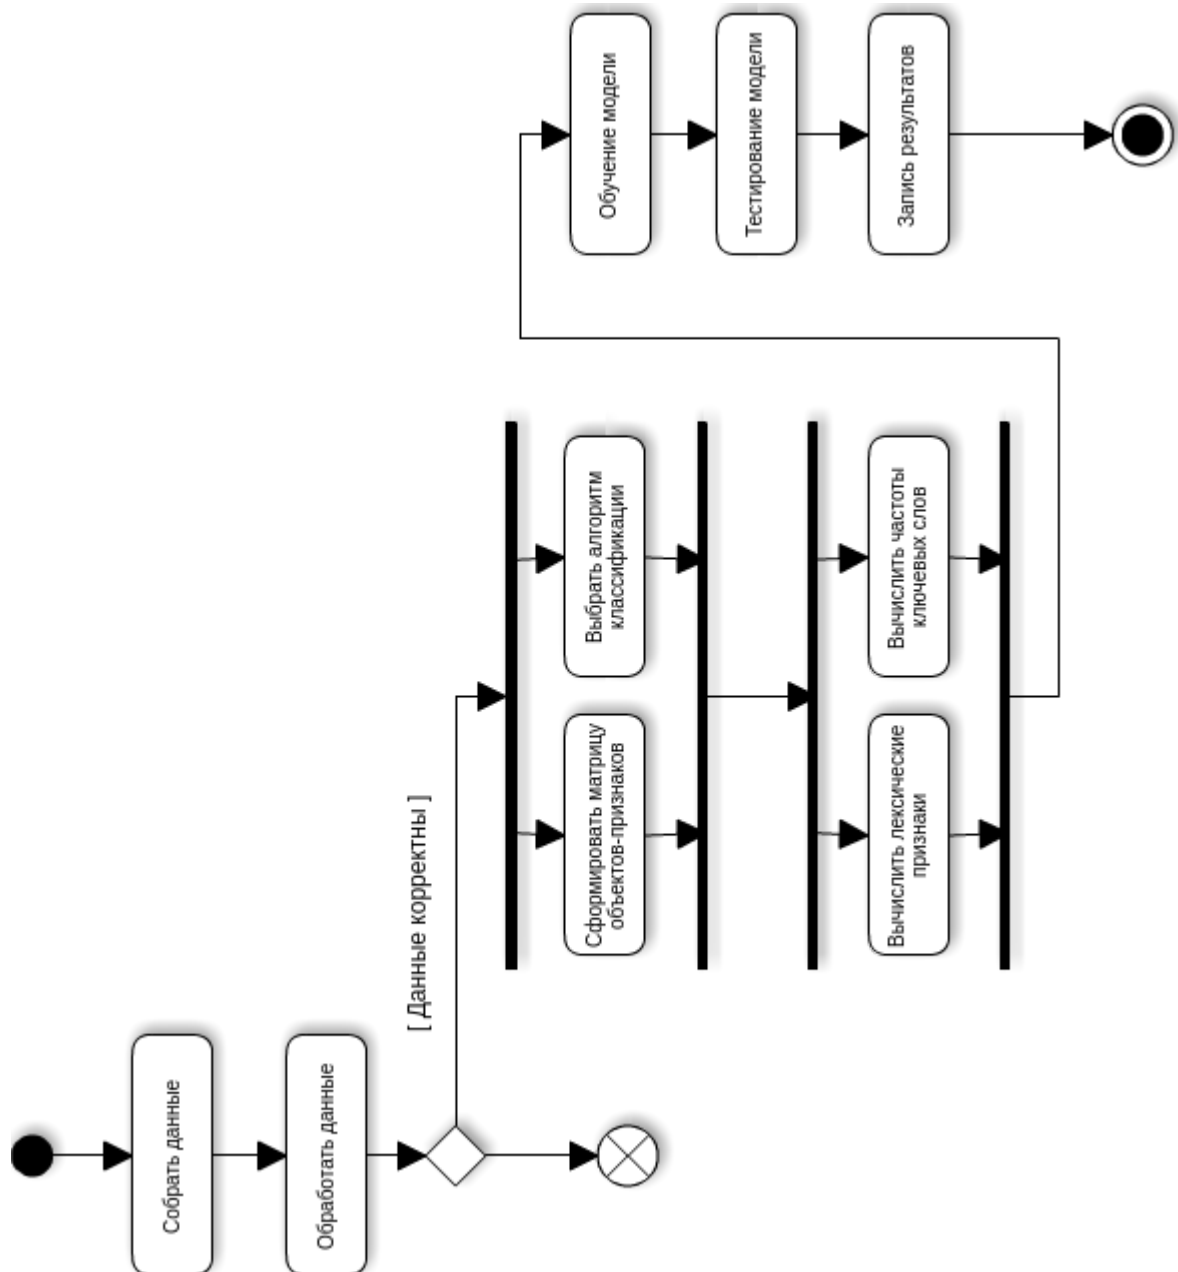 Собрать данные
Обработать данные
[ Данные корректны ]
Сформировать матрицу
объектов-признаков
Выбрать алгоритм
классификации
Вычислить лексические
признаки
Вычислить частоты
ключевых слов
Обучение модели
Тестирование модели
Запись результатов